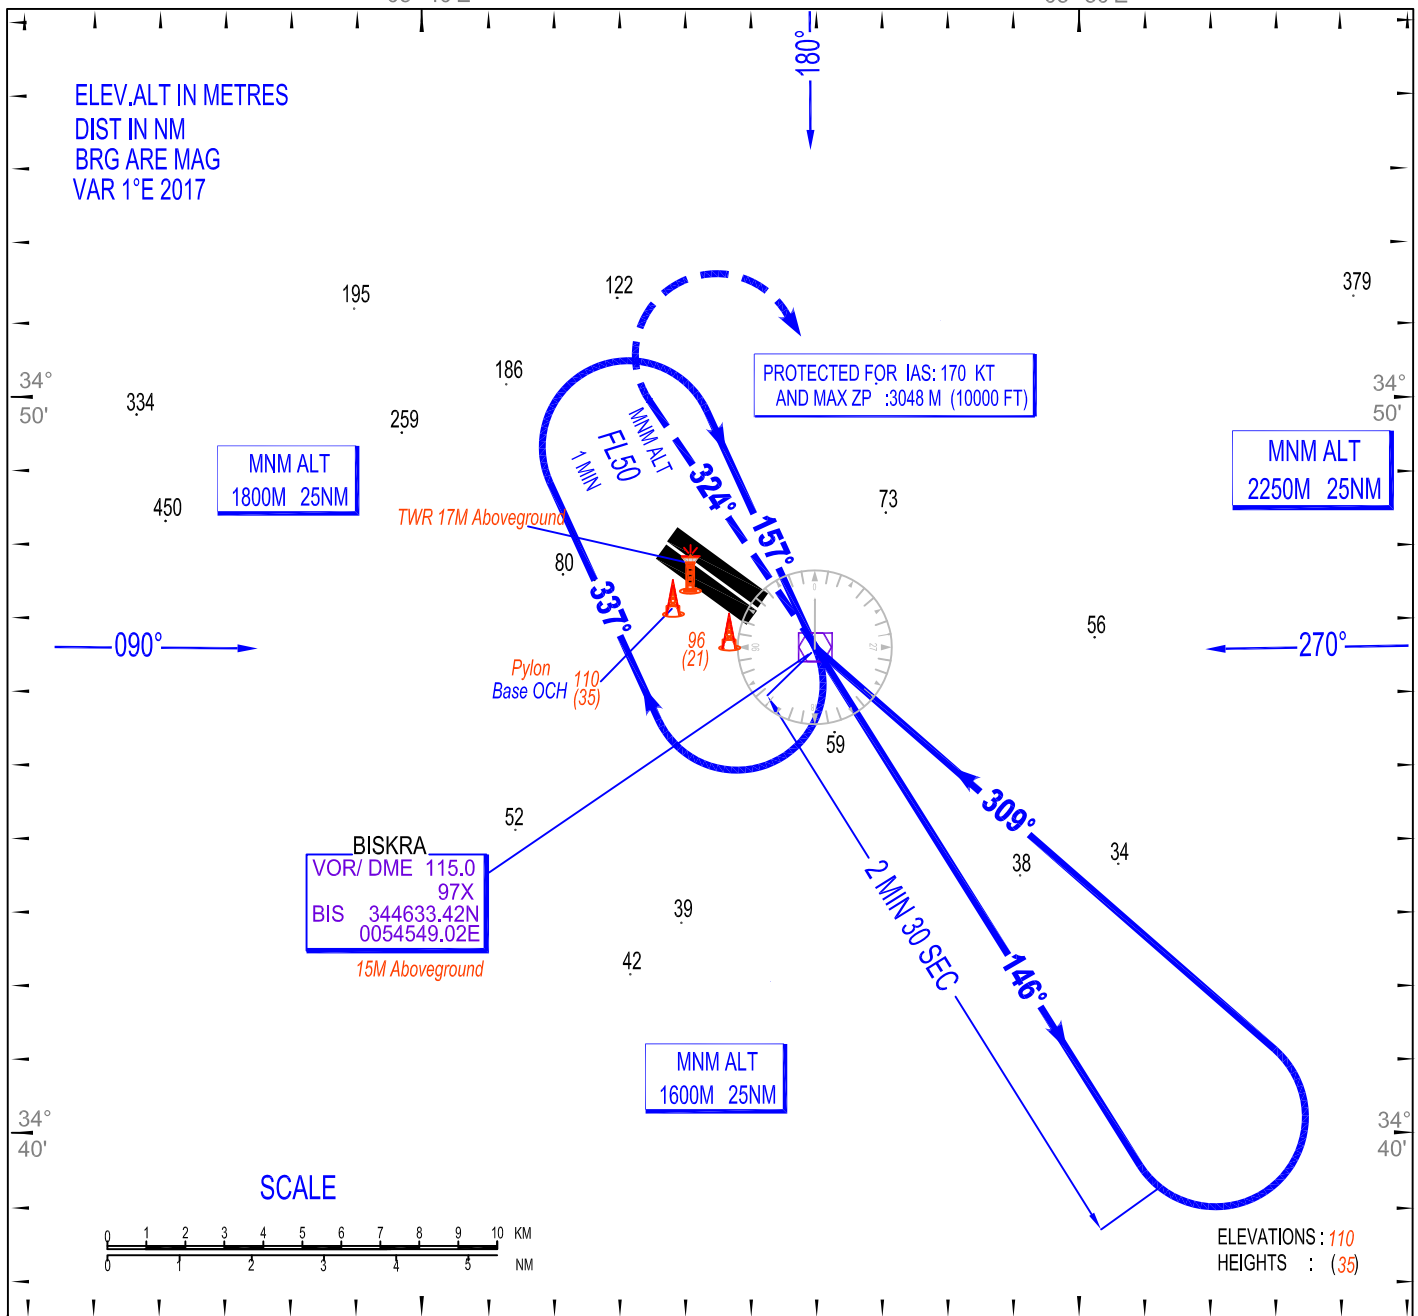 180°
ELEV.ALT IN METRES
DIST IN NM
BRG ARE MAG
VAR 1°E 2017
195
122
379
186
PROTECTED FOR IAS: 170 KT
AND MAX ZP :3048 M (10000 FT)
34°
50'
34°
50'
334
259
MNM ALT
FL50
1 MIN
MNM ALT
1800M 25NM
MNM ALT
2250M 25NM
324°
157°
450
73
TWR 17M Aboveground
80
337°
56
090°
270°
96
(21)
Pylon
Base OCH
110
(35)
59
52
309°
BISKRA
VOR/ DME 115.0
97X
BIS 344633.42N
0054549.02E
15M Aboveground
38
34
2 MIN 30 SEC
39
42
146°
MNM ALT
1600M 25NM
34°
40'
34°
40'
SCALE
0 1 2 3 4 5 6 7 8 9 10 KM
0 1 2 3 4 5 NM
ELEVATIONS : 110
HEIGHTS : (35)